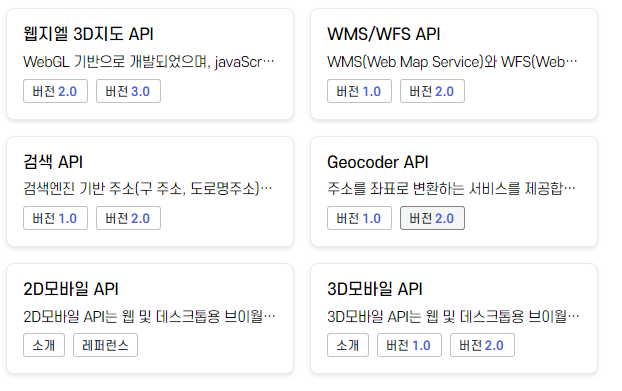 웹지엘 3D지도 API
WebGL 기반으로 개발되었으며, javaScr···
버전 2.0 버전 3.0
WMS/WFS API
WMS(Web Map Service)와 WFS(Web···
버전 1.0 버전 2.0
검색 API
검색엔진 기반 주소(구 주소, 도로명주소)···
버전 1.0 버전 2.0
Geocoder API
주소를 좌표로 변환하는 서비스를 제공합···
버전 1.0 버전 2.0
2D모바일 API
2D모바일 API는 웹 및 데스크톱용 브이월···
소개 레퍼런스
3D모바일 API
3D모바일 API는 웹 및 데스크톱용 브이월···
소개 버전 1.0 버전 2.0